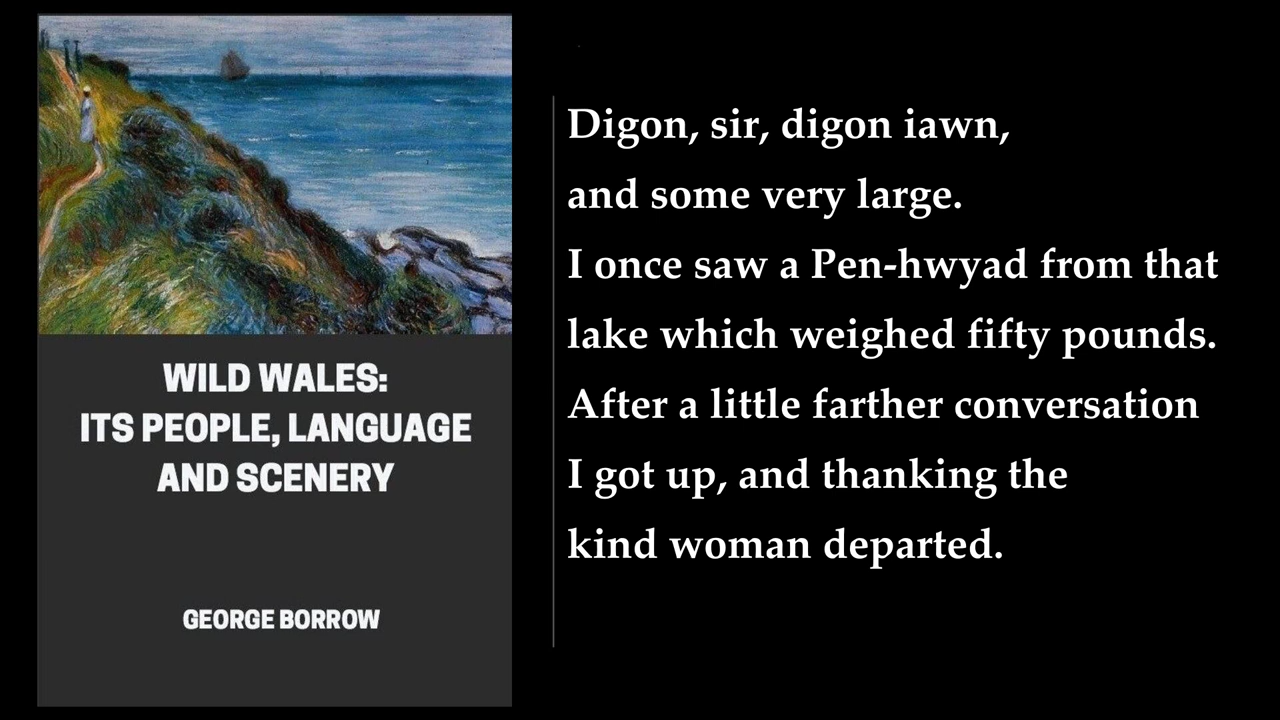 WILD WALES:
ITS PEOPLE, LANGUAGE
AND SCENERY
GEORGE BORROW
Digon, sir, digon iawn,
and some very large.
I once saw a Pen-hwyad from that
lake which weighed fifty pounds.
After a little farther conversation
I got up, and thanking the
kind woman departed.